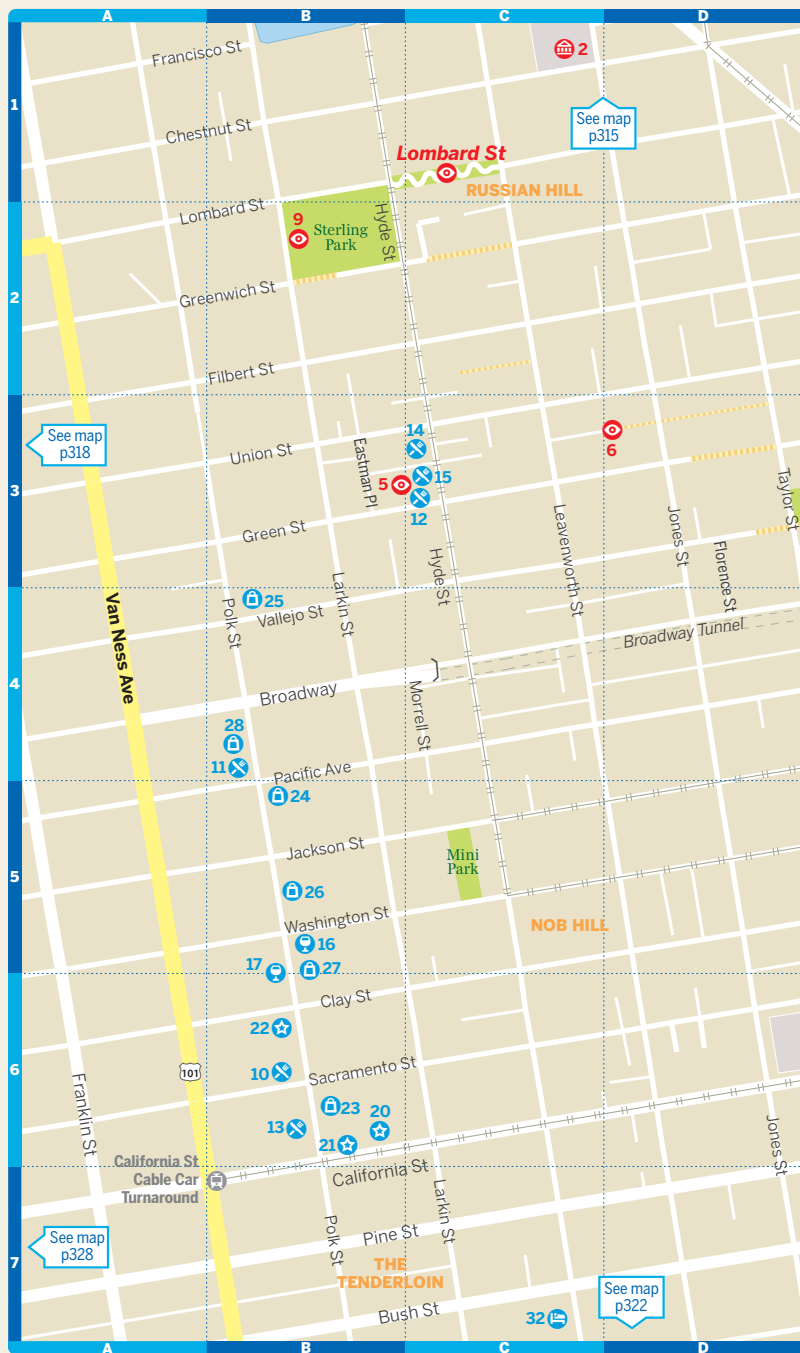 A B C D
1
2
3
4
5
6
7
Francisco St
2
Chestnut St
See map
p315
Lombard St
RUSSIAN HILL
Lombard St
9
Sterling
Park
Hyde St
Greenwich St
Filbert St
See map
p318
Union St
Eastman Pl
14
15
5
12
6
Taylor St
Green St
Leavenworth St
Jones St
Florence St
Hyde St
Larkin St
Polk St
25
Vallejo St
Van Ness Ave
Broadway Tunnel
Broadway
Morrell St
28
11
Pacific Ave
24
Jackson St
Mini
Park
26
Washington St
NOB HILL
16
17
27
Clay St
22
101
10
Sacramento St
Franklin St
23
20
13
21
Jones St
California St
Cable Car
Turnaround
California St
Larkin St
Polk St
Pine St
See map
p328
THE
TENDERLOIN
See map
p322
Bush St
32
A B C D